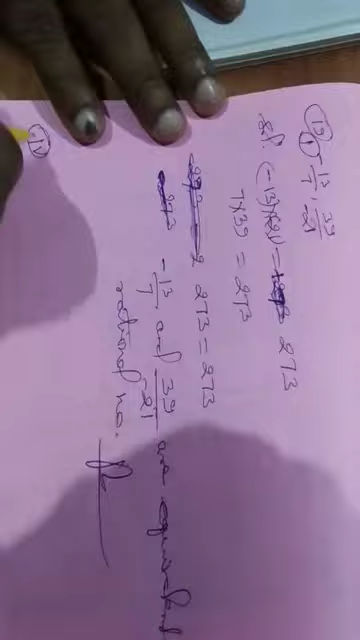 13 i -13/7, 39/-21
Sol. (-13)×(-21) = 273
7×39 = 273
273 = 273
-13/7 and 39/-21 are equivalent
rational no.